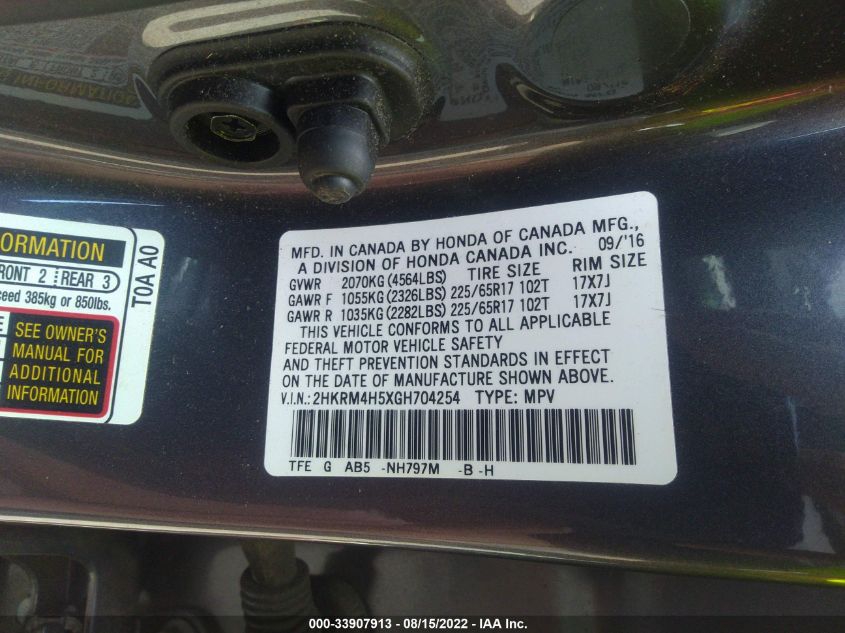 ORMATION
FRONT 2 REAR 3
ceed 385kg or 850lbs.
SEE OWNER'S
MANUAL FOR
ADDITIONAL
INFORMATION
T0A A0
MFD. IN CANADA BY HONDA OF CANADA MFG.,
A DIVISION OF HONDA CANADA INC. 09/'16
GVWR 2070KG (4564LBS) TIRE SIZE RIM SIZE
GAWR F 1055KG (2326LBS) 225/65R17 102T 17X7J
GAWR R 1035KG (2282LBS) 225/65R17 102T 17X7J
THIS VEHICLE CONFORMS TO ALL APPLICABLE
FEDERAL MOTOR VEHICLE SAFETY
AND THEFT PREVENTION STANDARDS IN EFFECT
ON THE DATE OF MANUFACTURE SHOWN ABOVE.
V.I.N.: 2HKRM4H5XGH704254 TYPE: MPV
TFE G AB5 -NH797M -B -H
000-33907913 - 08/15/2022 - IAA Inc.